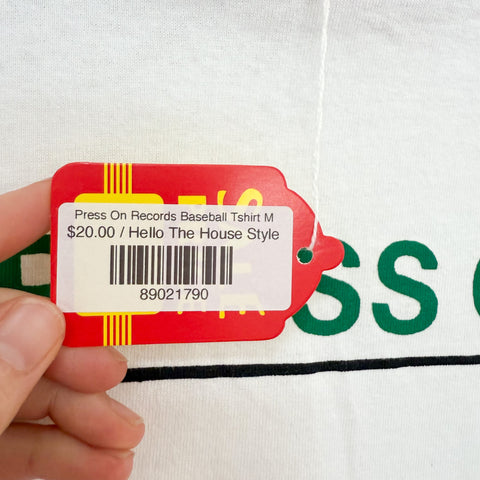 Press On Records Baseball Tshirt M
$20.00 / Hello The House Style
89021790
SS